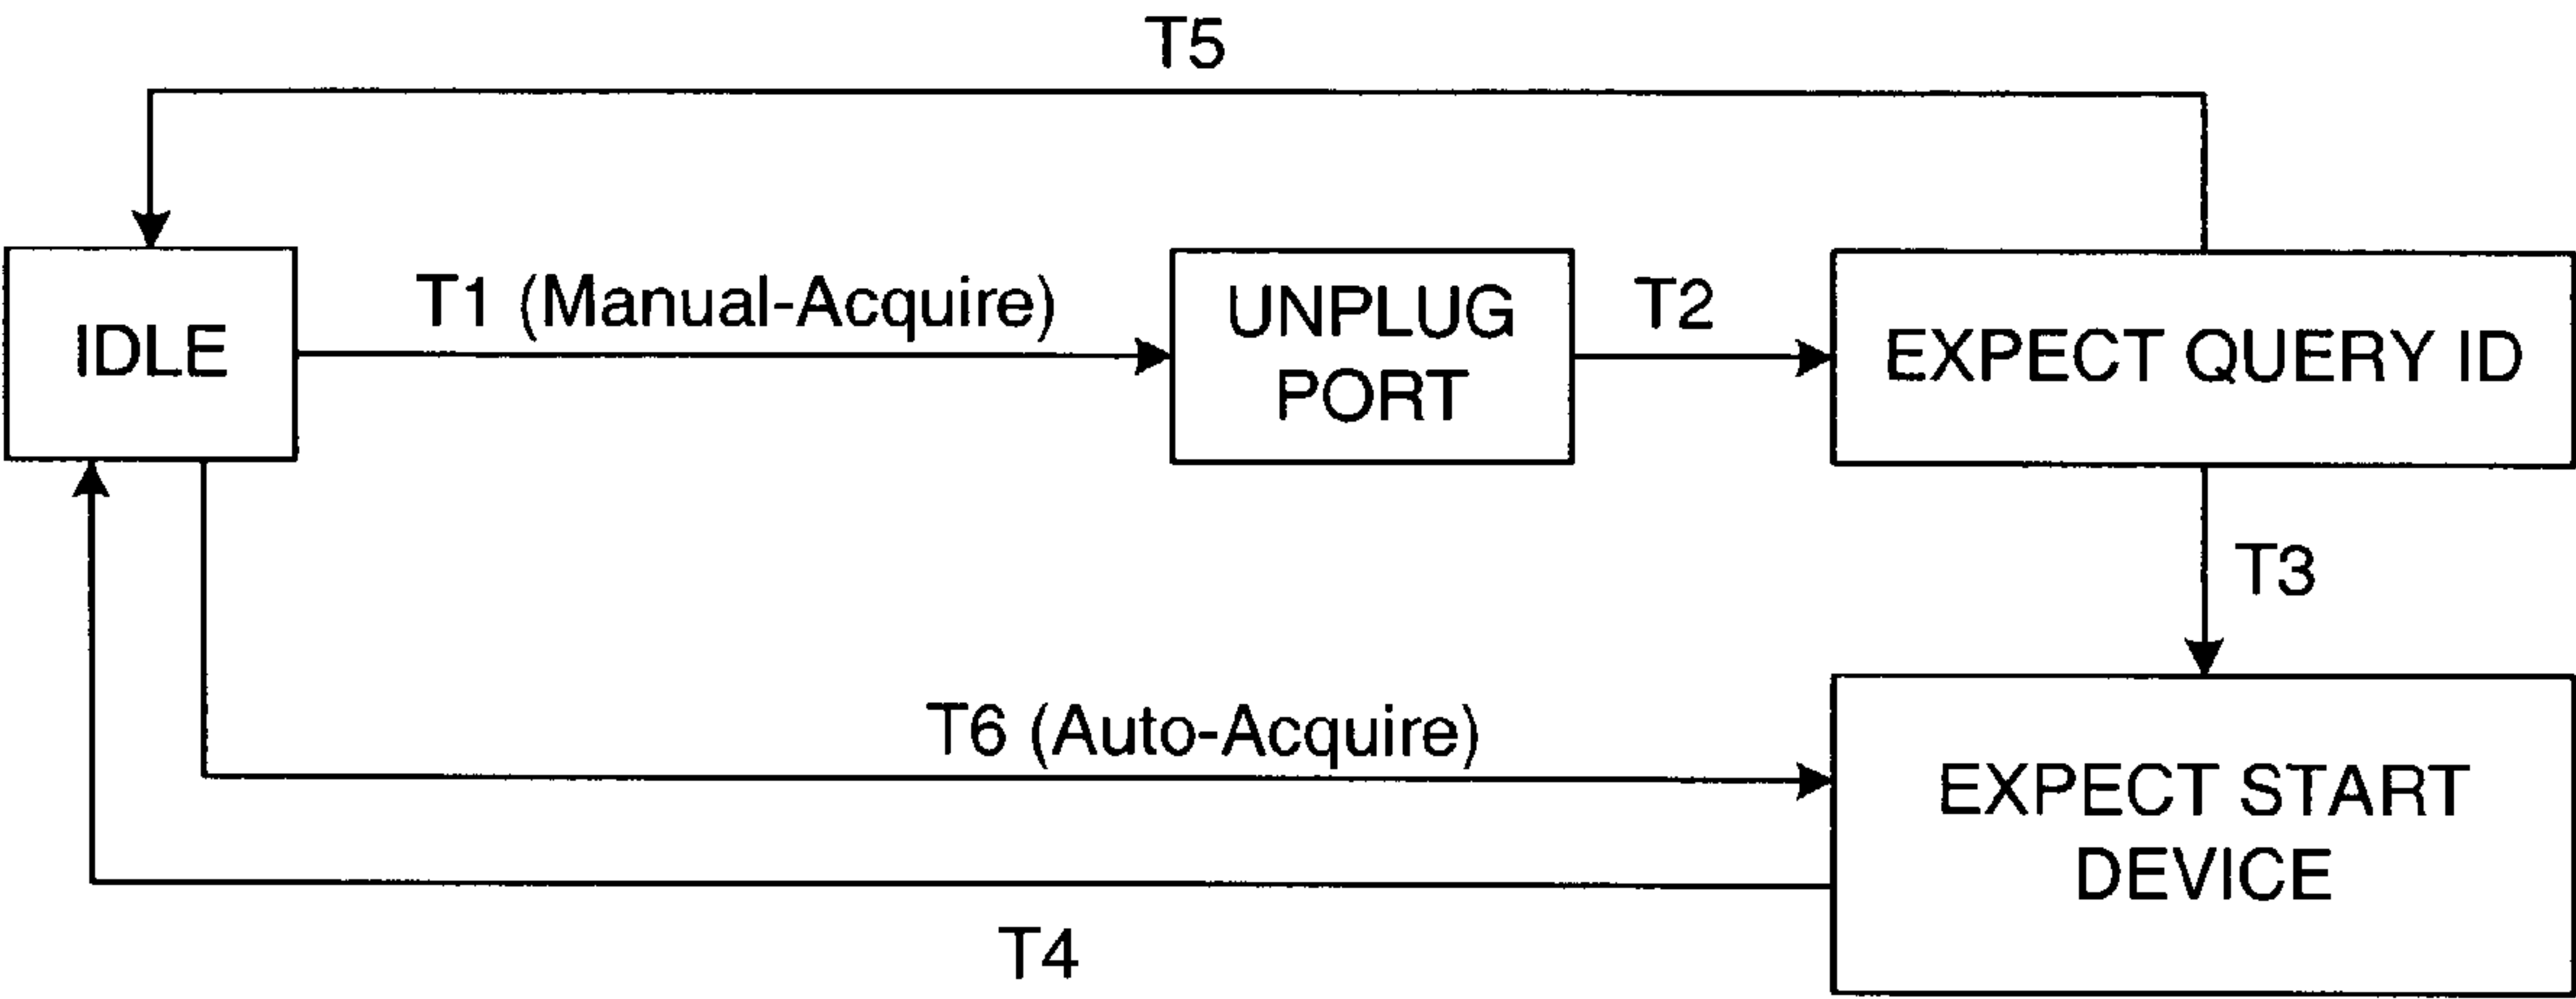 T5
IDLE
T1 (Manual-Acquire)
UNPLUG
PORT
T2
EXPECT QUERY ID
T3
T6 (Auto-Acquire)
EXPECT START
DEVICE
T4